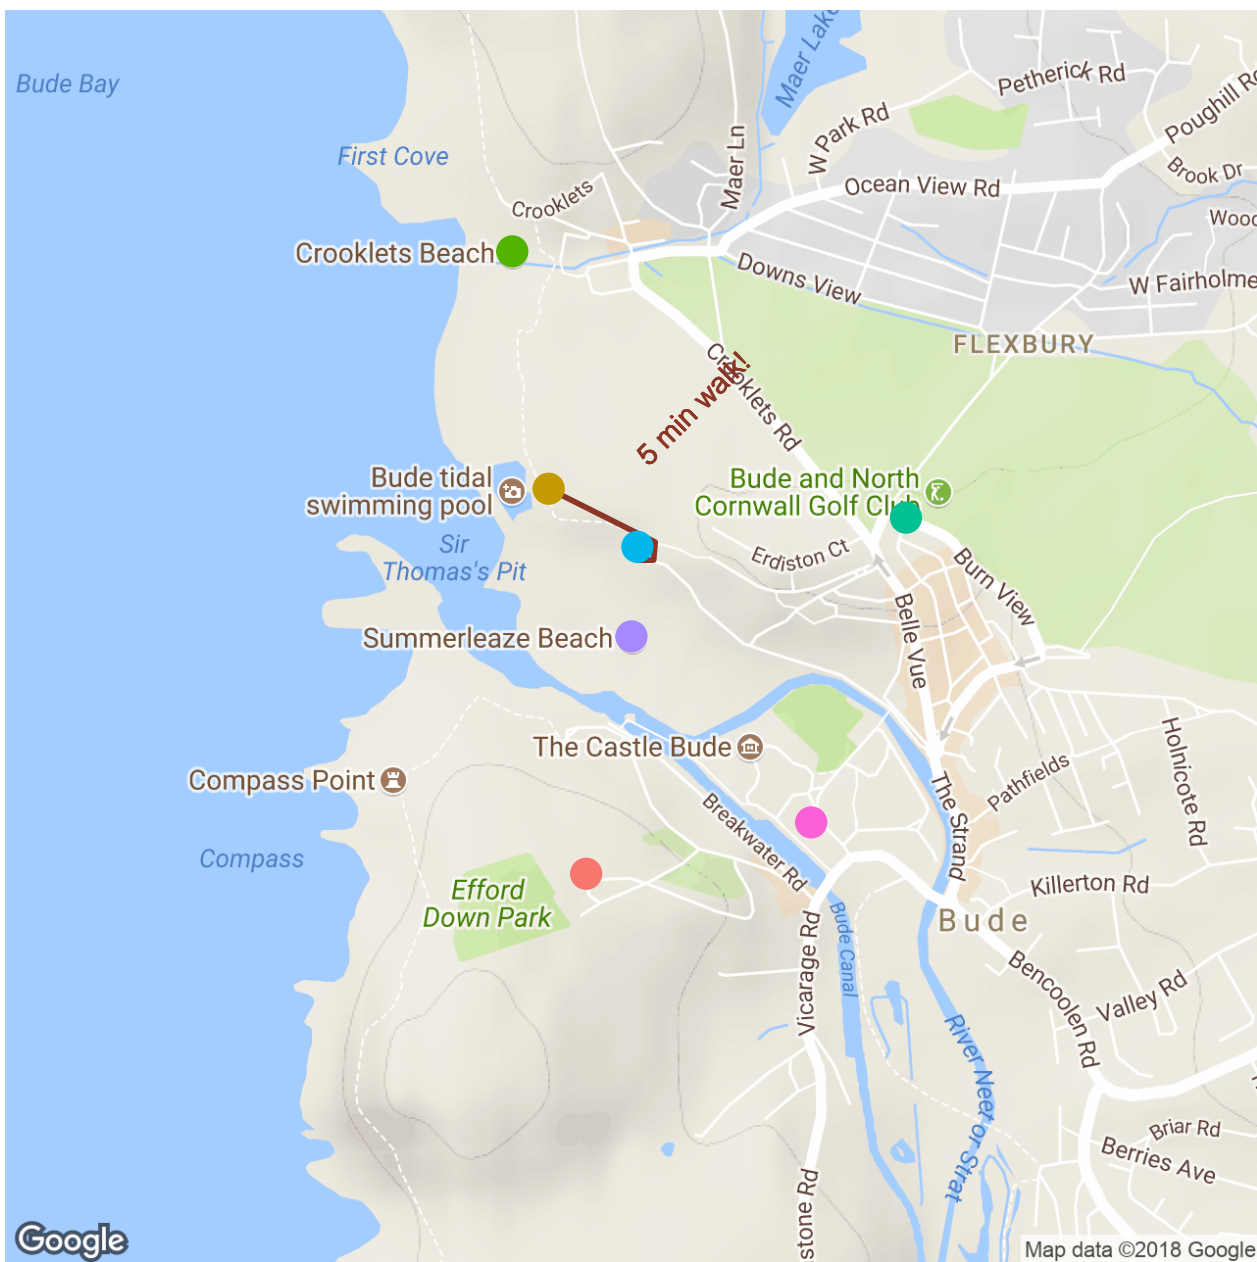 Bude Bay
Maer Lake
Petherick Rd
Poughill Rd
W Park Rd
First Cove
Maer Ln
Brook Dr
Ocean View Rd
Crooklets
Wood
Crooklets Beach
Downs View
W Fairholme
FLEXBURY
Crooklets Rd
5 min walk!
Bude tidal
swimming pool
Bude and North
Cornwall Golf Club
Sir
Thomas's Pit
Erdiston Ct
Burn View
Belle Vue
Summerleaze Beach
The Castle Bude
Holnicote Rd
Compass Point
Pathfields
The Strand
Breakwater Rd
Compass
Efford
Down Park
Killerton Rd
Bude
Bude Canal
Vicarage Rd
Bencoolen Rd
Valley Rd
River Neet or Strat
Briar Rd
Berries Ave
stone Rd
Google
Map data ©2018 Google